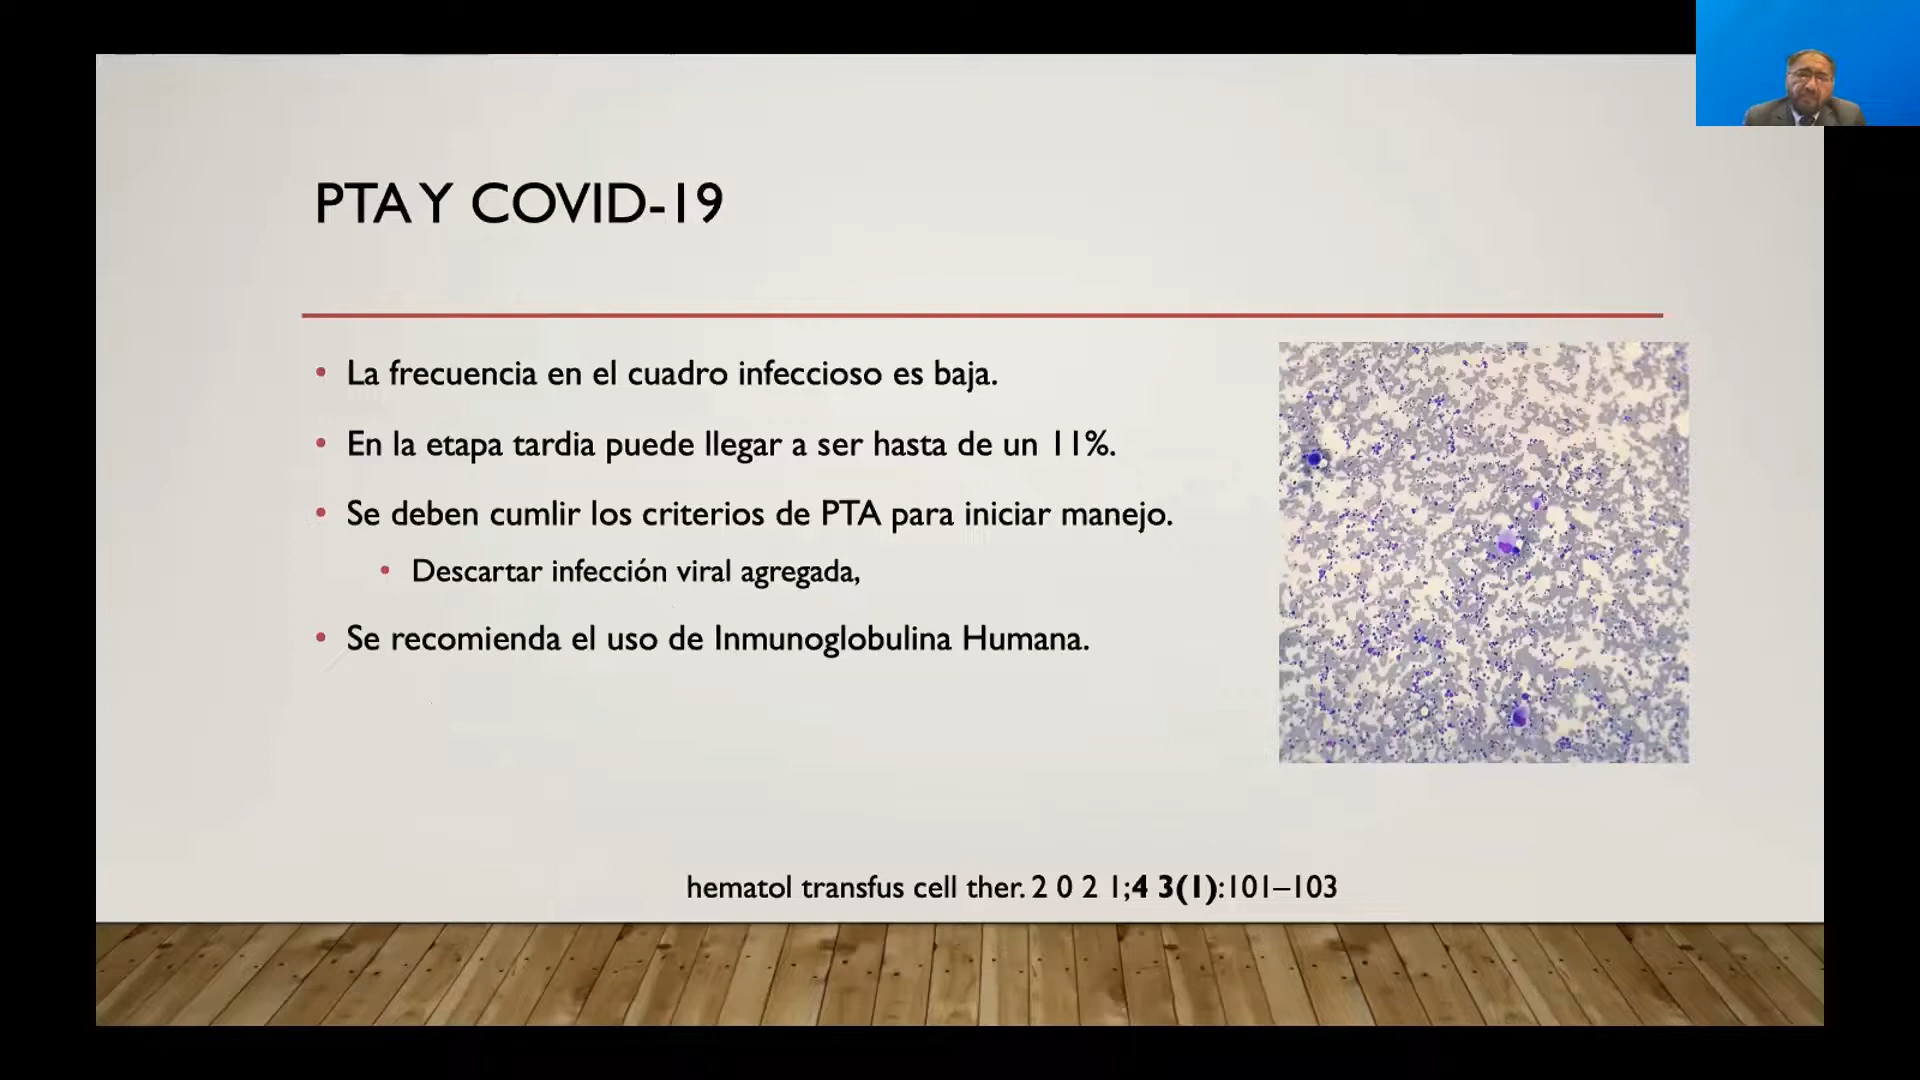 PTA Y COVID-19
• La frecuencia en el cuadro infeccioso es baja.
• En la etapa tardia puede llegar a ser hasta de un 11%.
• Se deben cumlir los criterios de PTA para iniciar manejo.
• Descartar infección viral agregada,
• Se recomienda el uso de Inmunoglobulina Humana.
hematol transfus cell ther. 2 0 2 1;4 3(1):101–103